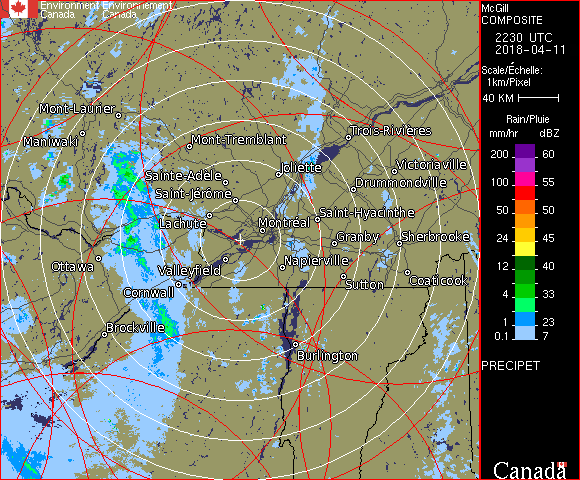 Environment Environnement
Canada Canada
McGill
COMPOSITE
2230 UTC
2018-04-11
Scale/Échelle:
1km/Pixel
40 KM
Rain/Pluie
mm/hr dBZ
200 60
150 57
100 55
50 50
24 45
12 40
4 33
1 23
0.1 7
PRECIPET
Canada
Mont-Laurier
Maniwaki
Mont-Tremblant
Trois-Rivières
Sainte-Adèle
Joliette
Victoriaville
Saint-Jérôme
Drummondville
Lachute
Saint-Hyacinthe
Montréal
Granby
Sherbrooke
Ottawa
Valleyfield
Napierville
Cornwall
Sutton
Coaticook
Brockville
Burlington